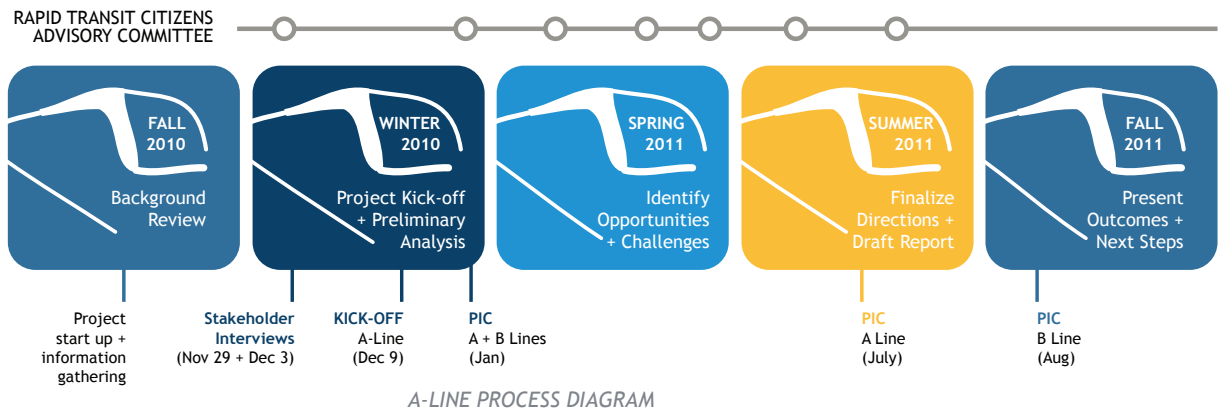 RAPID TRANSIT CITIZENS
ADVISORY COMMITTEE
FALL
2010
Background
Review
WINTER
2010
Project Kick-off
+ Preliminary
Analysis
SPRING
2011
Identify
Opportunities
+ Challenges
SUMMER
2011
Finalize
Directions +
Draft Report
FALL
2011
Present
Outcomes +
Next Steps
Project
start up +
information
gathering
Stakeholder
Interviews
(Nov 29 + Dec 3)
KICK-OFF
A-Line
(Dec 9)
PIC
A + B Lines
(Jan)
PIC
A Line
(July)
PIC
B Line
(Aug)
A-LINE PROCESS DIAGRAM